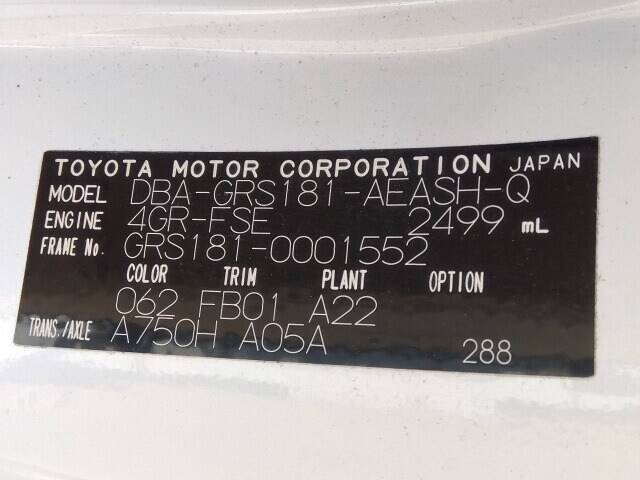 TOYOTA MOTOR CORPORATION JAPAN
MODEL DBA-GRS181-AEASH-Q
ENGINE 4GR-FSE 2499 mL
FRAME No. GRS181-0001552
COLOR TRIM PLANT OPTION
062 FB01 A22
TRANS./AXLE A750H A05A
288